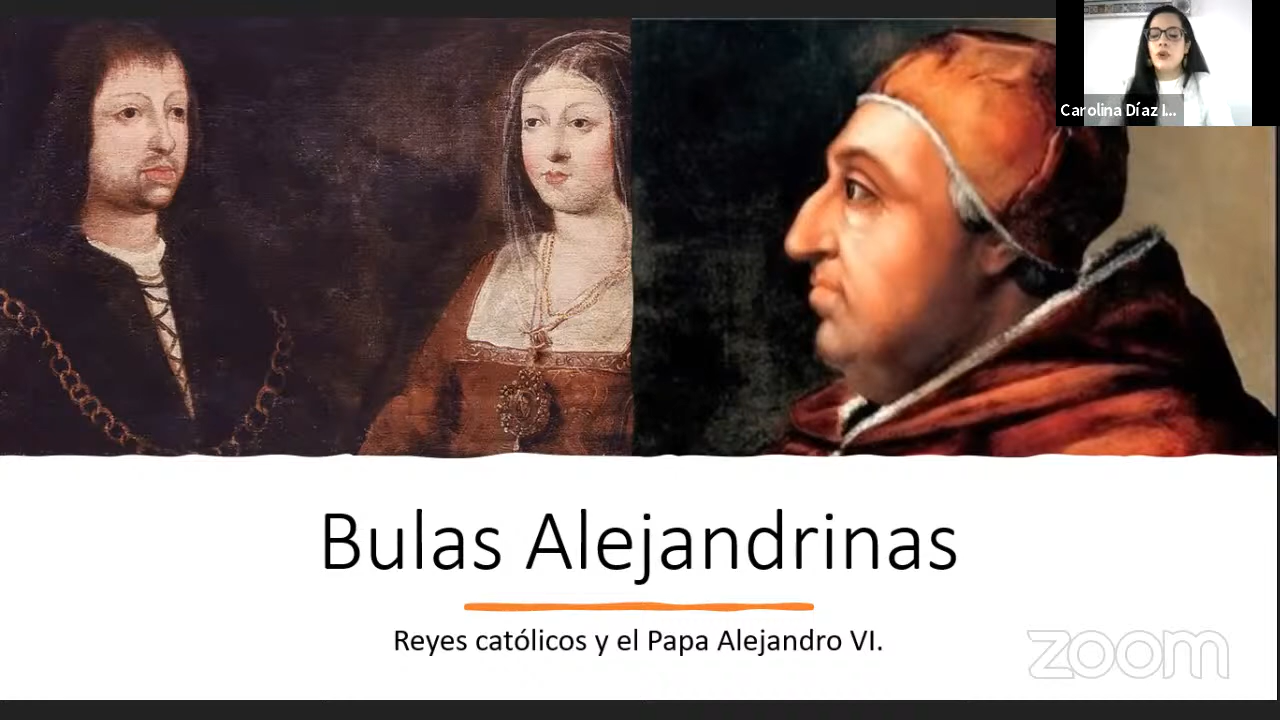 Carolina Díaz I...
Bulas Alejandrinas
Reyes católicos y el Papa Alejandro VI.
zoom